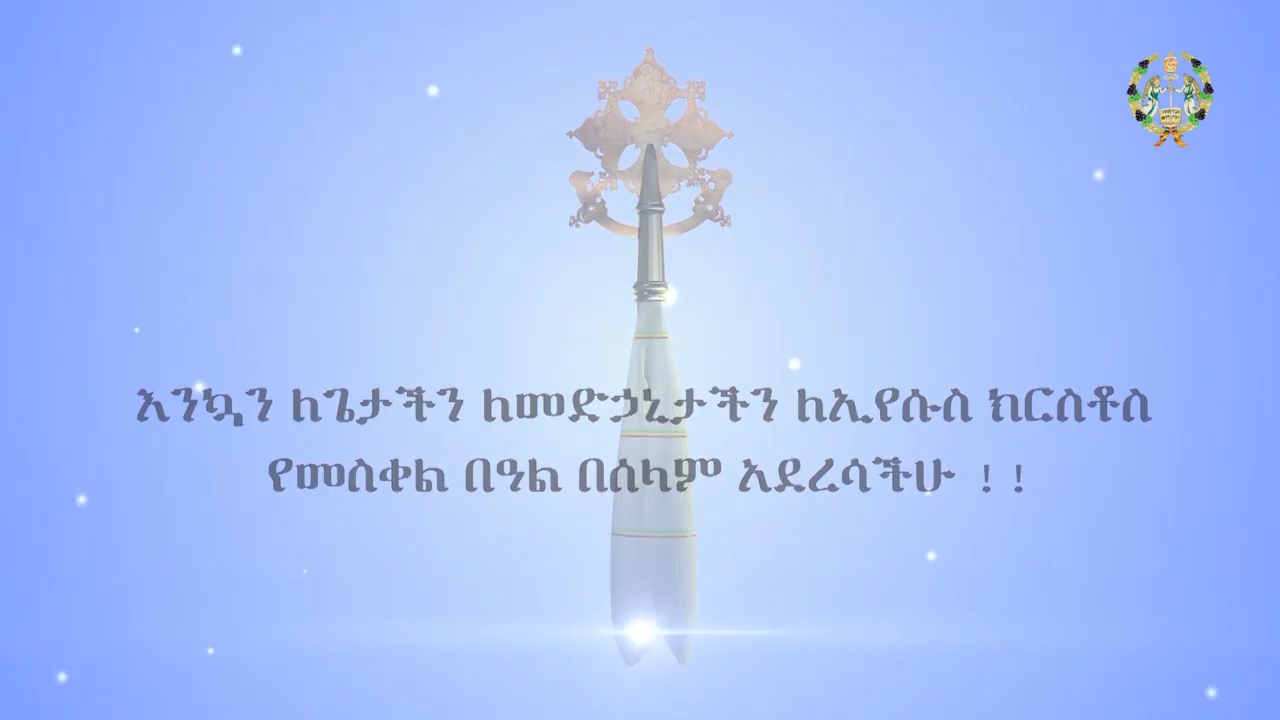 እንኳን ለጌታችን ለመድኃኒታችን ለኢየሱስ ክርስቶስ
የመስቀል በዓል በሰላም አደረሳችሁ ! !